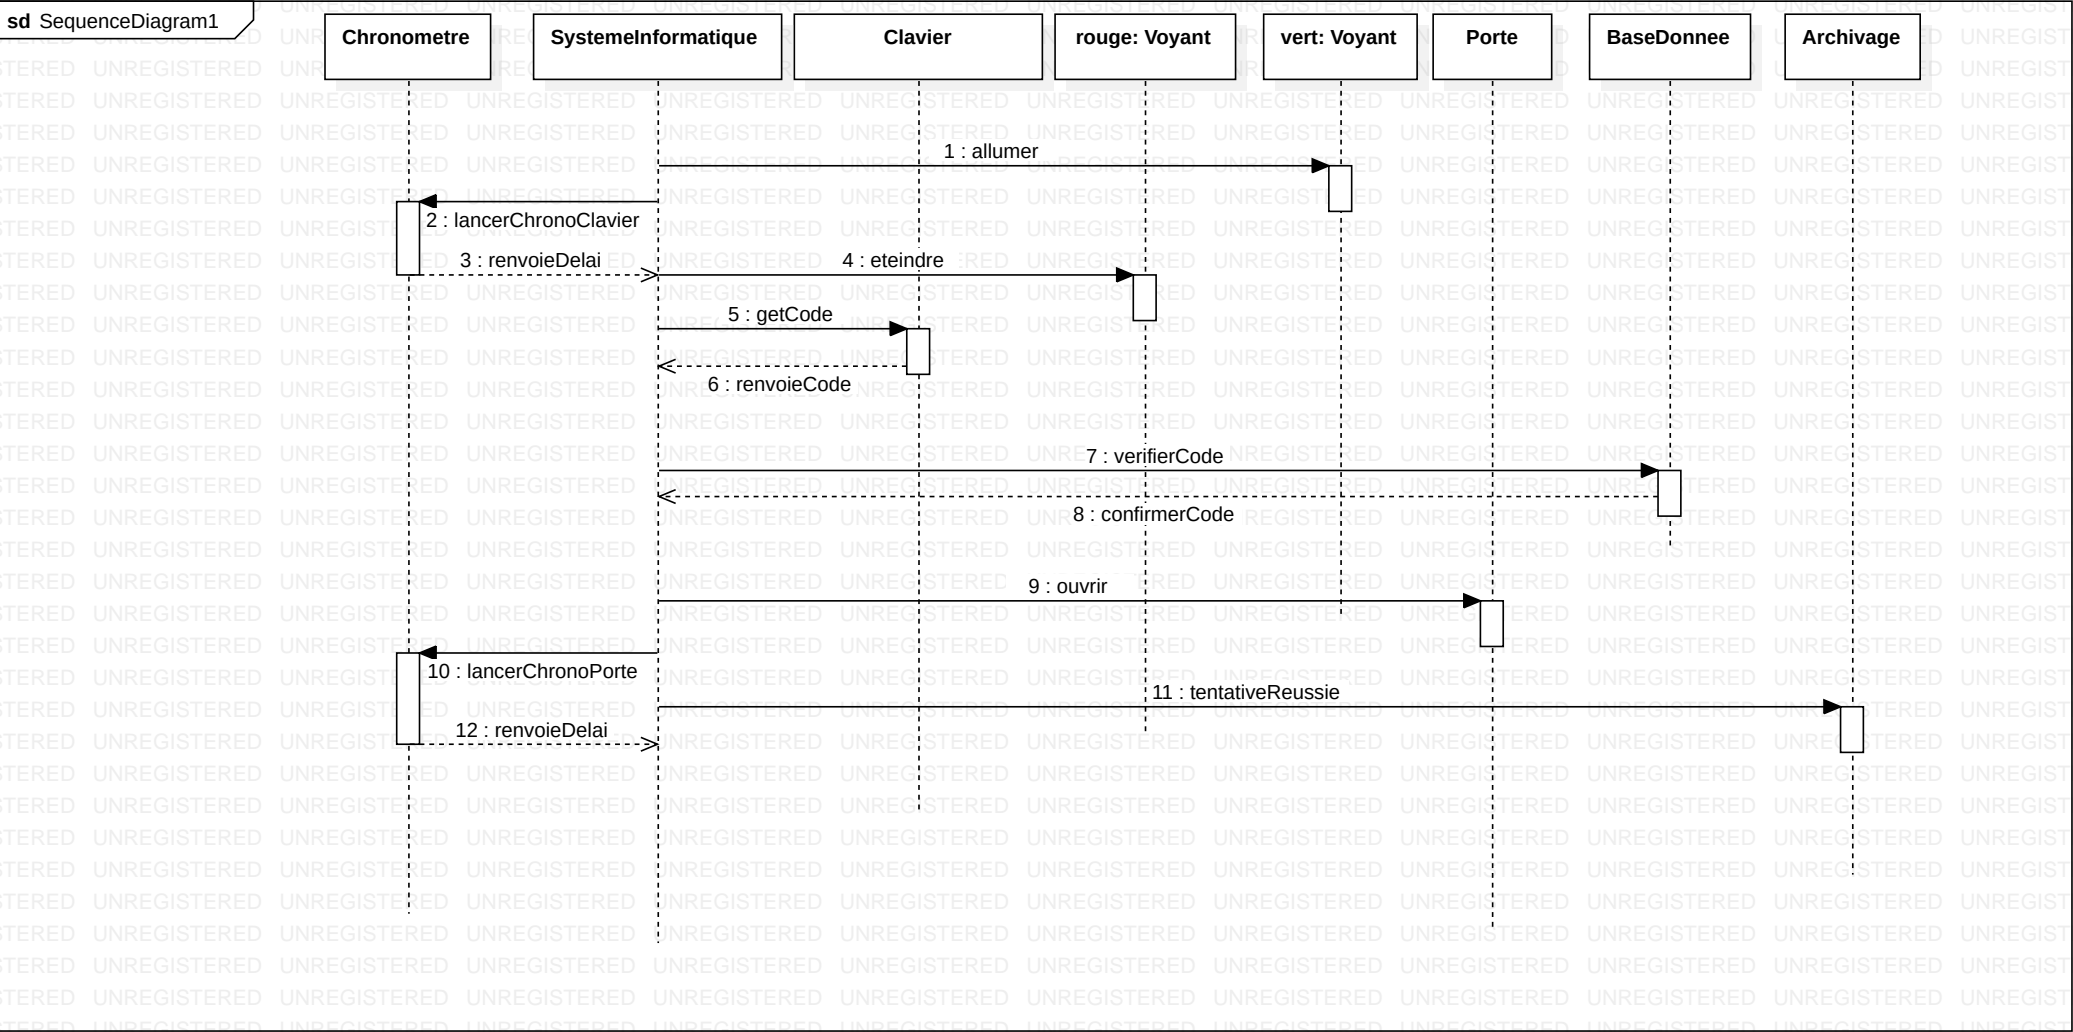 sd SequenceDiagram1
Chronometre
SystemeInformatique
Clavier
rouge: Voyant
vert: Voyant
Porte
BaseDonnee
Archivage
1 : allumer
2 : lancerChronoClavier
3 : renvoieDelai
4 : eteindre
5 : getCode
6 : renvoieCode
7 : verifierCode
8 : confirmerCode
9 : ouvrir
10 : lancerChronoPorte
11 : tentativeReussie
12 : renvoieDelai
UNREGISTERED